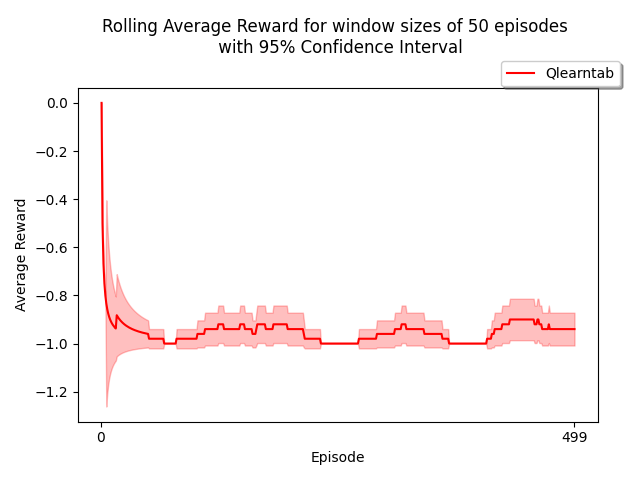 Rolling Average Reward for window sizes of 50 episodes
with 95% Confidence Interval
Qlearntab
0.0
−0.2
−0.4
−0.6
−0.8
−1.0
−1.2
Average Reward
0
499
Episode